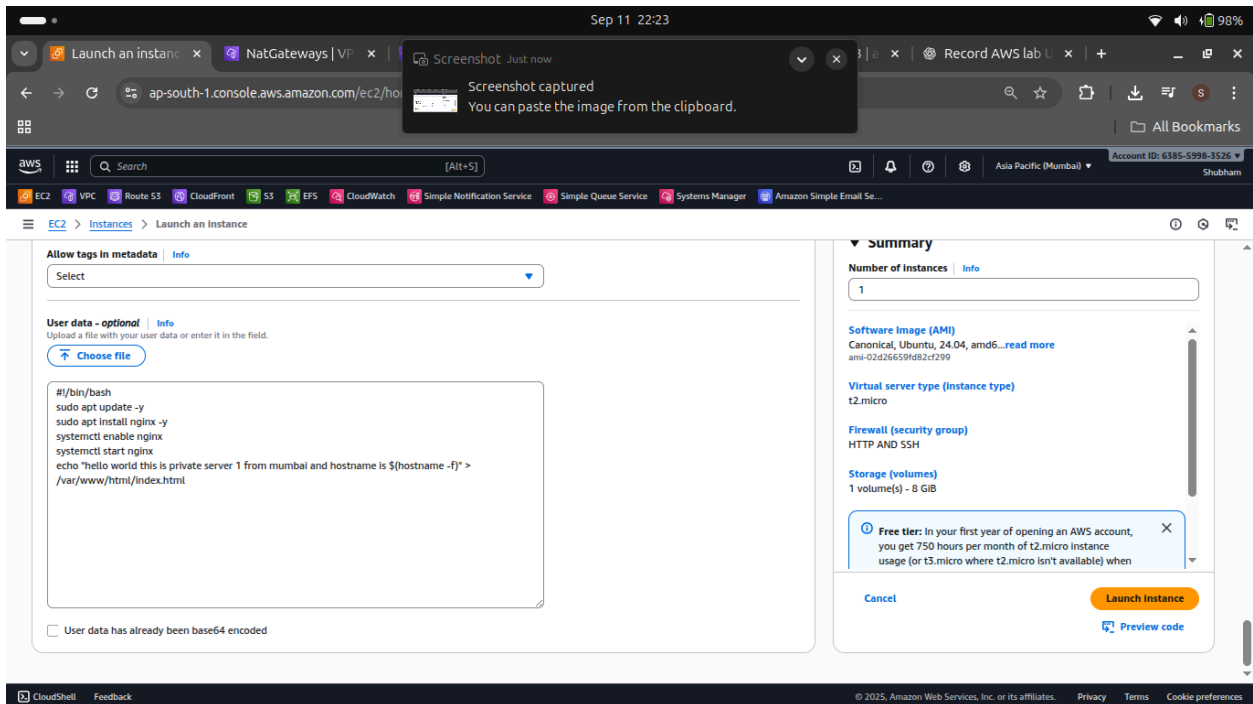 Sep 11 22:23
98%
Launch an instanc
NatGateways | VP
Record AWS lab U
Screenshot Just now
Screenshot captured
You can paste the image from the clipboard.
ap-south-1.console.aws.amazon.com/ec2/ho
S
All Bookmarks
aws
Search
[Alt+S]
Asia Pacific (Mumbai)
Account ID: 6385-5998-3526
Shubham
EC2 VPC Route 53 CloudFront S3 EFS CloudWatch Simple Notification Service Simple Queue Service Systems Manager Amazon Simple Email Se...
EC2 > Instances > Launch an instance
Allow tags in metadata | Info
Select
User data - optional | Info
Upload a file with your user data or enter it in the field.
Choose file
#!/bin/bash
sudo apt update -y
sudo apt install nginx -y
systemctl enable nginx
systemctl start nginx
echo "hello world this is private server 1 from mumbai and hostname is $(hostname -f)" >
/var/www/html/index.html
User data has already been base64 encoded
Summary
Number of instances | Info
1
Software Image (AMI)
Canonical, Ubuntu, 24.04, amd6...read more
ami-02d26659fd82cf299
Virtual server type (instance type)
t2.micro
Firewall (security group)
HTTP AND SSH
Storage (volumes)
1 volume(s) - 8 GiB
Free tier: In your first year of opening an AWS account,
you get 750 hours per month of t2.micro instance
usage (or t3.micro where t2.micro isn't available) when
Cancel
Launch instance
Preview code
CloudShell Feedback
© 2025, Amazon Web Services, Inc. or its affiliates. Privacy Terms Cookie preferences